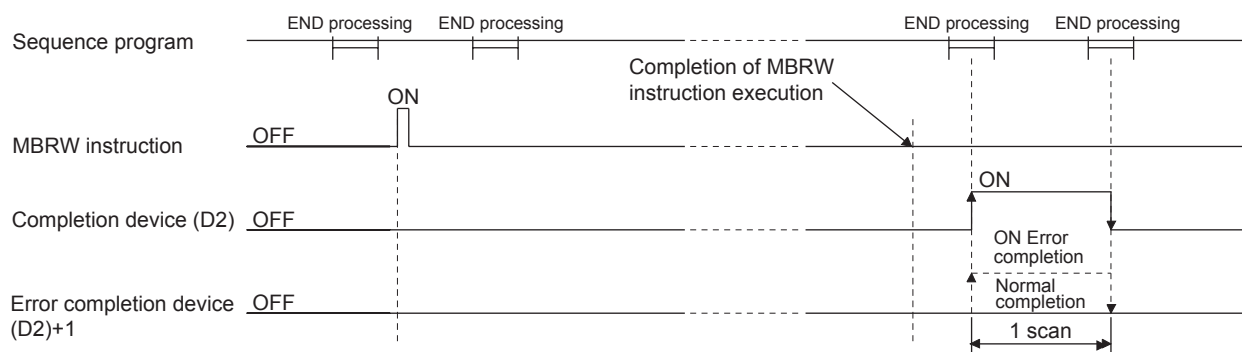 END processing END processing END processing END processing
Sequence program
Completion of MBRW
instruction execution
ON
OFF
MBRW instruction
ON
Completion device (D2) OFF
ON Error
completion
Normal
completion
Error completion device OFF
(D2)+1
1 scan